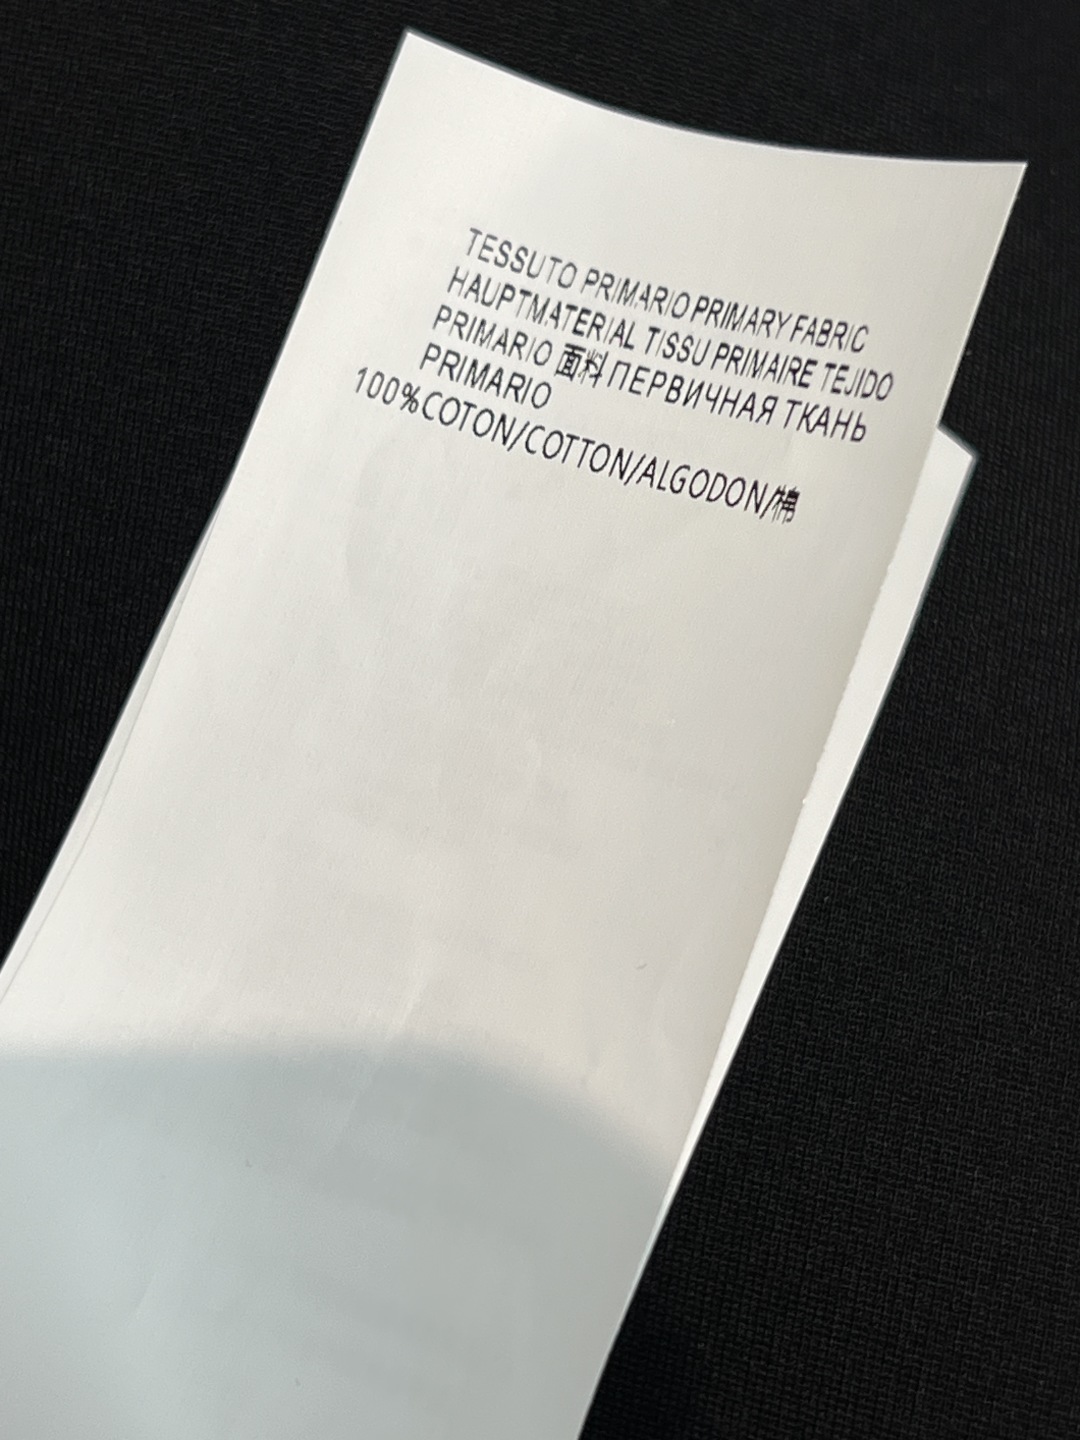 TESSUTO PRIMARIO PRIMARY FABRIC
HAUPTMATERIAL TISSU PRIMAIRE TEJIDO
PRIMARIO 面料 ПЕРВИЧНАЯ ТКАНЬ
PRIMARIO
100%COTON/COTTON/ALGODON/棉